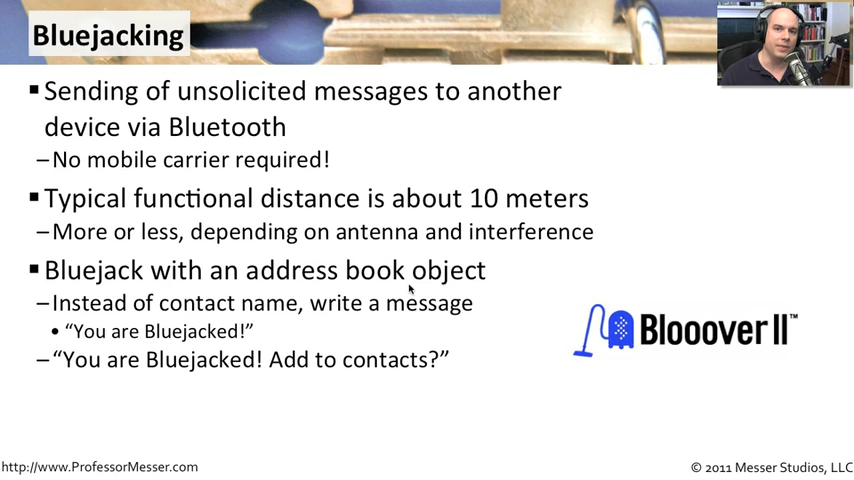 Bluejacking
▪Sending of unsolicited messages to another
device via Bluetooth
–No mobile carrier required!
▪Typical functional distance is about 10 meters
–More or less, depending on antenna and interference
▪Bluejack with an address book object
–Instead of contact name, write a message
•“You are Bluejacked!”
–“You are Bluejacked! Add to contacts?”
Blooover II™
http://www.ProfessorMesser.com
© 2011 Messer Studios, LLC